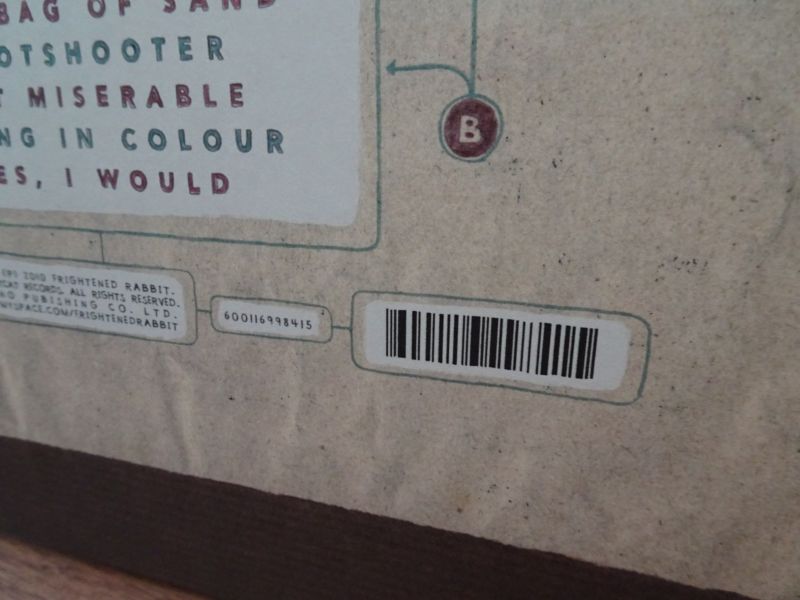 BAG OF SAND
OTSHOOTER
T MISERABLE
NG IN COLOUR
ES, I WOULD
B
2010 FRIGHTENED RABBIT.
RECORDS. ALL RIGHTS RESERVED.
PUBLISHING CO. LTD.
MYSPACE.COM/FRIGHTENEDRABBIT
600116998415